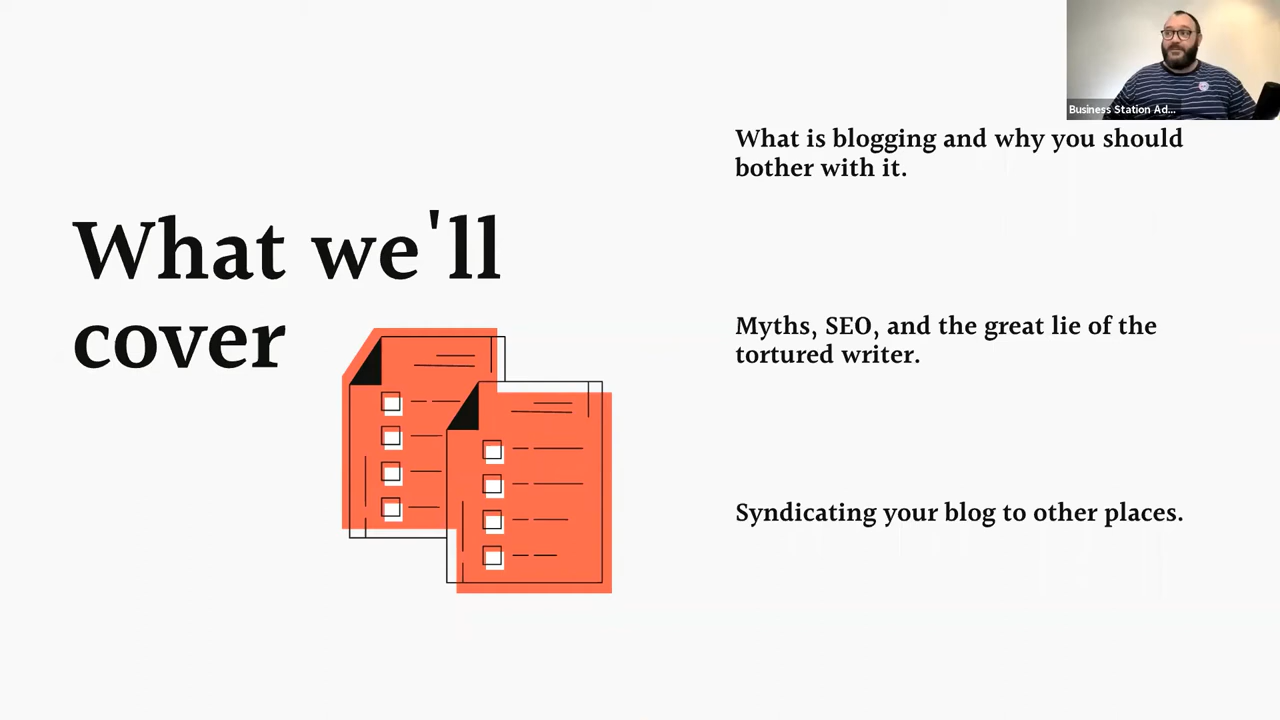 Business Station Ad...
What we'll
cover
What is blogging and why you should
bother with it.
Myths, SEO, and the great lie of the
tortured writer.
Syndicating your blog to other places.